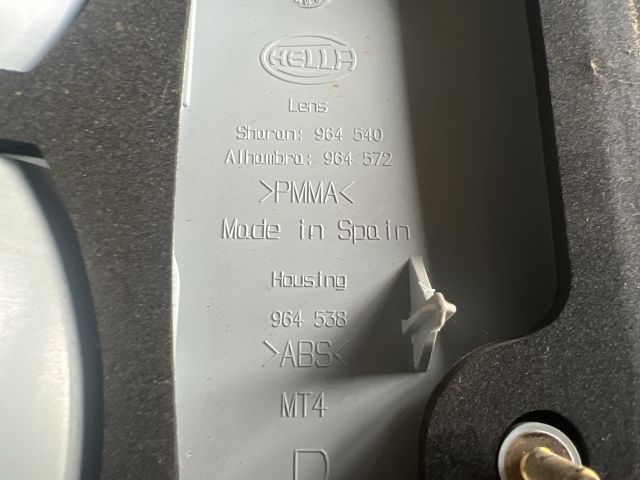 HELLA
Lens
Sharan: 964 540
Alhambra: 964 572
>PMMA<
Made in Spain
Housing
964 538
>ABS<
MT4